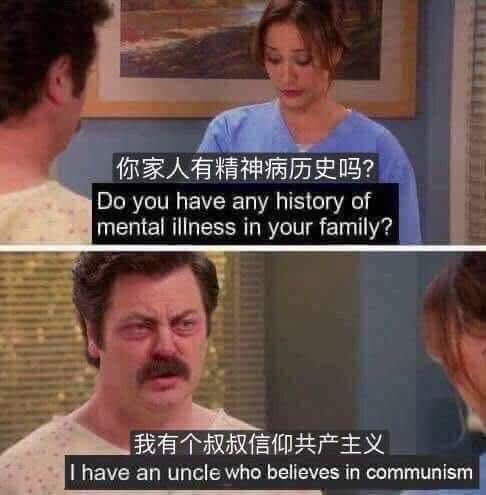 你家人有精神病历史吗?
Do you have any history of
mental illness in your family?
我有个叔叔信仰共产主义
I have an uncle who believes in communism